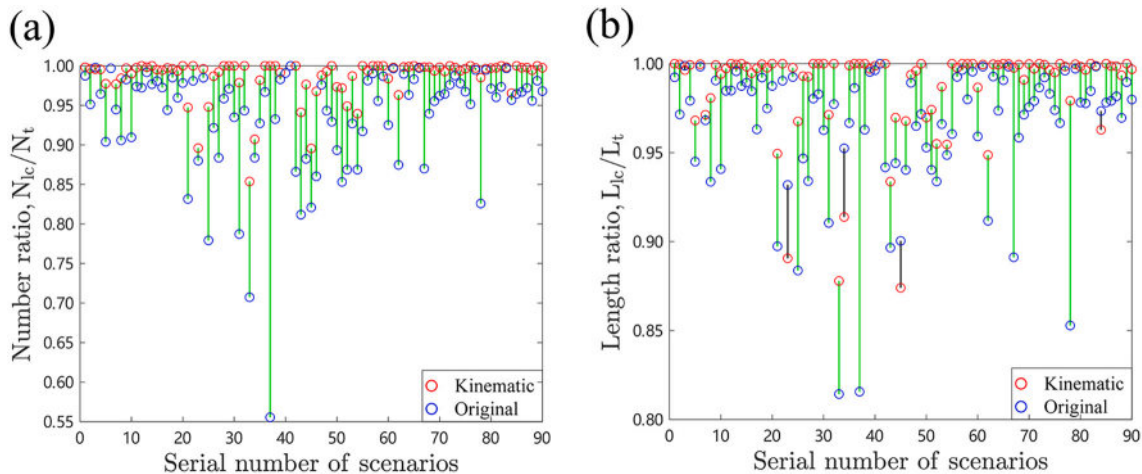 (a)
Number ratio, N_lc/N_t
1.00
0.95
0.90
0.85
0.80
0.75
0.70
0.65
0.60
0.55
0 10 20 30 40 50 60 70 80 90
Serial number of scenarios
Kinematic
Original
(b)
Length ratio, L_lc/L_t
1.00
0.95
0.90
0.85
0.80
0 10 20 30 40 50 60 70 80 90
Serial number of scenarios
Kinematic
Original